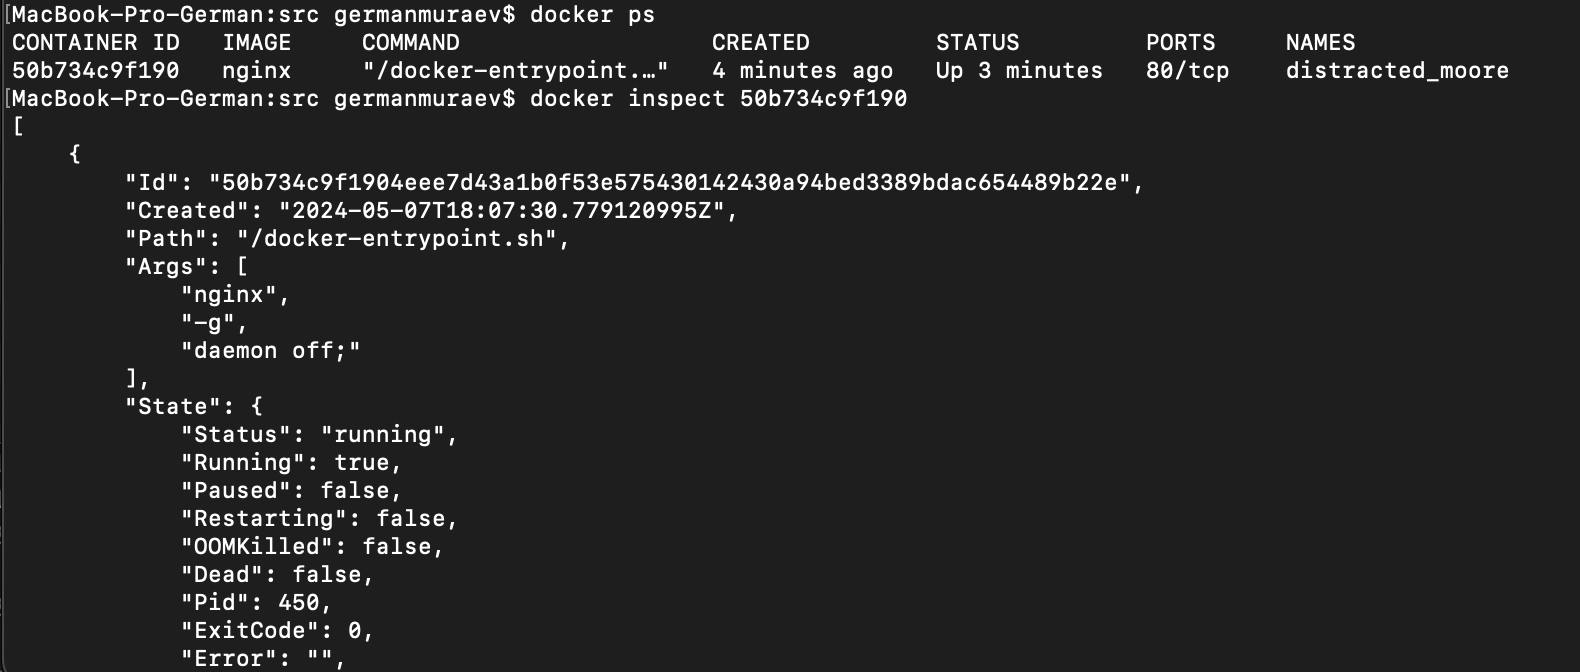 [MacBook-Pro-German:src germanmuraev$ docker ps
CONTAINER ID   IMAGE     COMMAND                  CREATED         STATUS         PORTS     NAMES
50b734c9f190   nginx     "/docker-entrypoint.…"   4 minutes ago   Up 3 minutes   80/tcp    distracted_moore
[MacBook-Pro-German:src germanmuraev$ docker inspect 50b734c9f190
[
    {
        "Id": "50b734c9f1904eee7d43a1b0f53e575430142430a94bed3389bdac654489b22e",
        "Created": "2024-05-07T18:07:30.779120995Z",
        "Path": "/docker-entrypoint.sh",
        "Args": [
            "nginx",
            "-g",
            "daemon off;"
        ],
        "State": {
            "Status": "running",
            "Running": true,
            "Paused": false,
            "Restarting": false,
            "OOMKilled": false,
            "Dead": false,
            "Pid": 450,
            "ExitCode": 0,
            "Error": "",